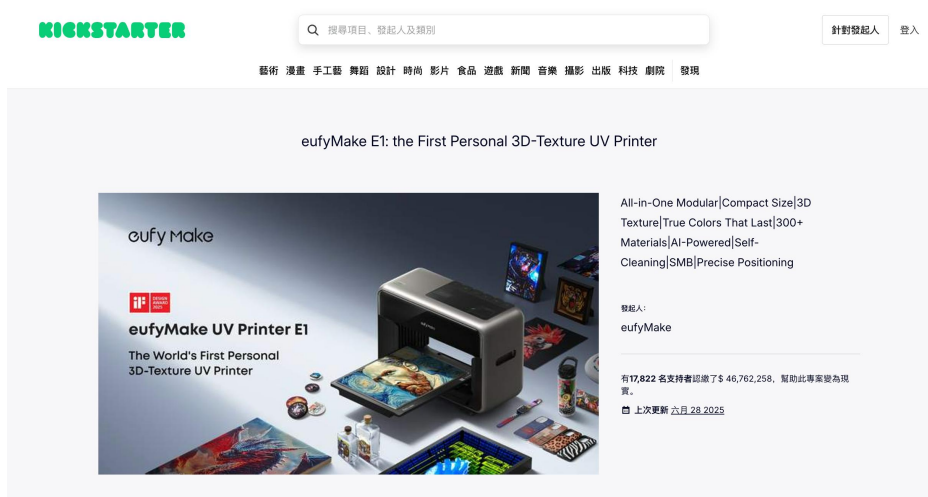 KICKSTARTER
搜尋項目、發起人及類別
針對發起人 登入
藝術 漫畫 手工藝 舞蹈 設計 時尚 影片 食品 遊戲 新聞 音樂 攝影 出版 科技 劇院 發現
eufyMake E1: the First Personal 3D-Texture UV Printer
eufy Make
DESIGN AWARD 2025
eufyMake UV Printer E1
The World's First Personal
3D-Texture UV Printer
All-in-One Modular|Compact Size|3D
Texture|True Colors That Last|300+
Materials|AI-Powered|Self-
Cleaning|SMB|Precise Positioning
發起人：
eufyMake
有17,822 名支持者認繳了$ 46,762,258，幫助此專案變為現
實。
上次更新 六月 28 2025